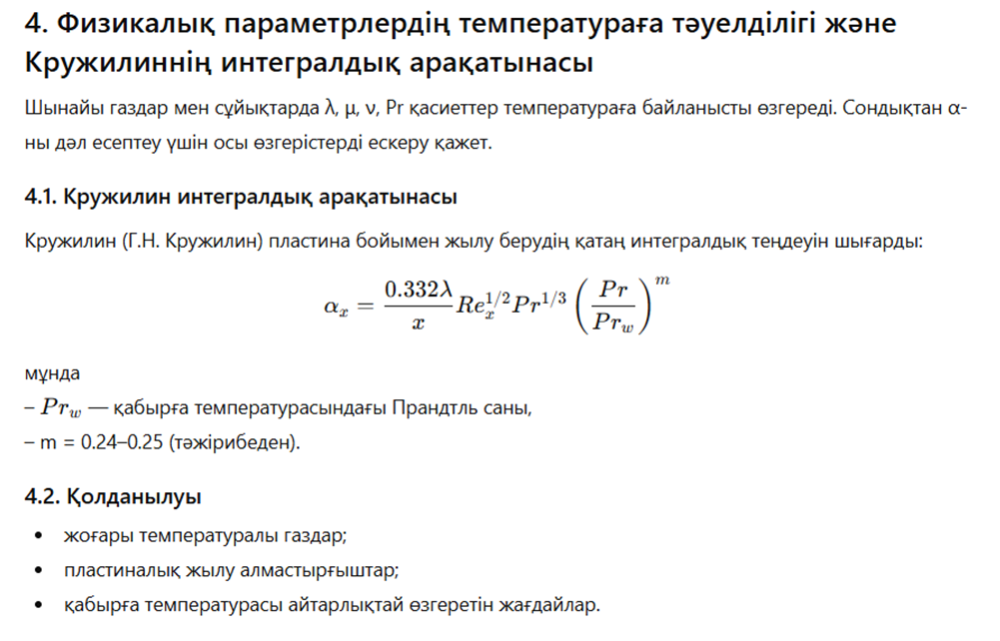 4. Физикалық параметрлердің температураға тәуелділігі және
Кружилиннің интегралдық арақатынасы
Шынайы газдар мен сұйықтарда λ, μ, ν, Pr қасиеттер температураға байланысты өзгереді. Сондықтан α-
ны дәл есептеу үшін осы өзгерістерді ескеру қажет.
4.1. Кружилин интегралдық арақатынасы
Кружилин (Г.Н. Кружилин) пластина бойымен жылу берудің қатаң интегралдық теңдеуін шығарды:
α_x = \frac{0.332λ}{x} Re_x^{1/2} Pr^{1/3} \left(\frac{Pr}{Pr_w}\right)^m
мұнда
– Pr_w — қабырға температурасындағы Прандтль саны,
– m = 0.24–0.25 (тәжірибеден).
4.2. Қолданылуы
• жоғары температуралы газдар;
• пластиналық жылу алмастырғыштар;
• қабырға температурасы айтарлықтай өзгеретін жағдайлар.